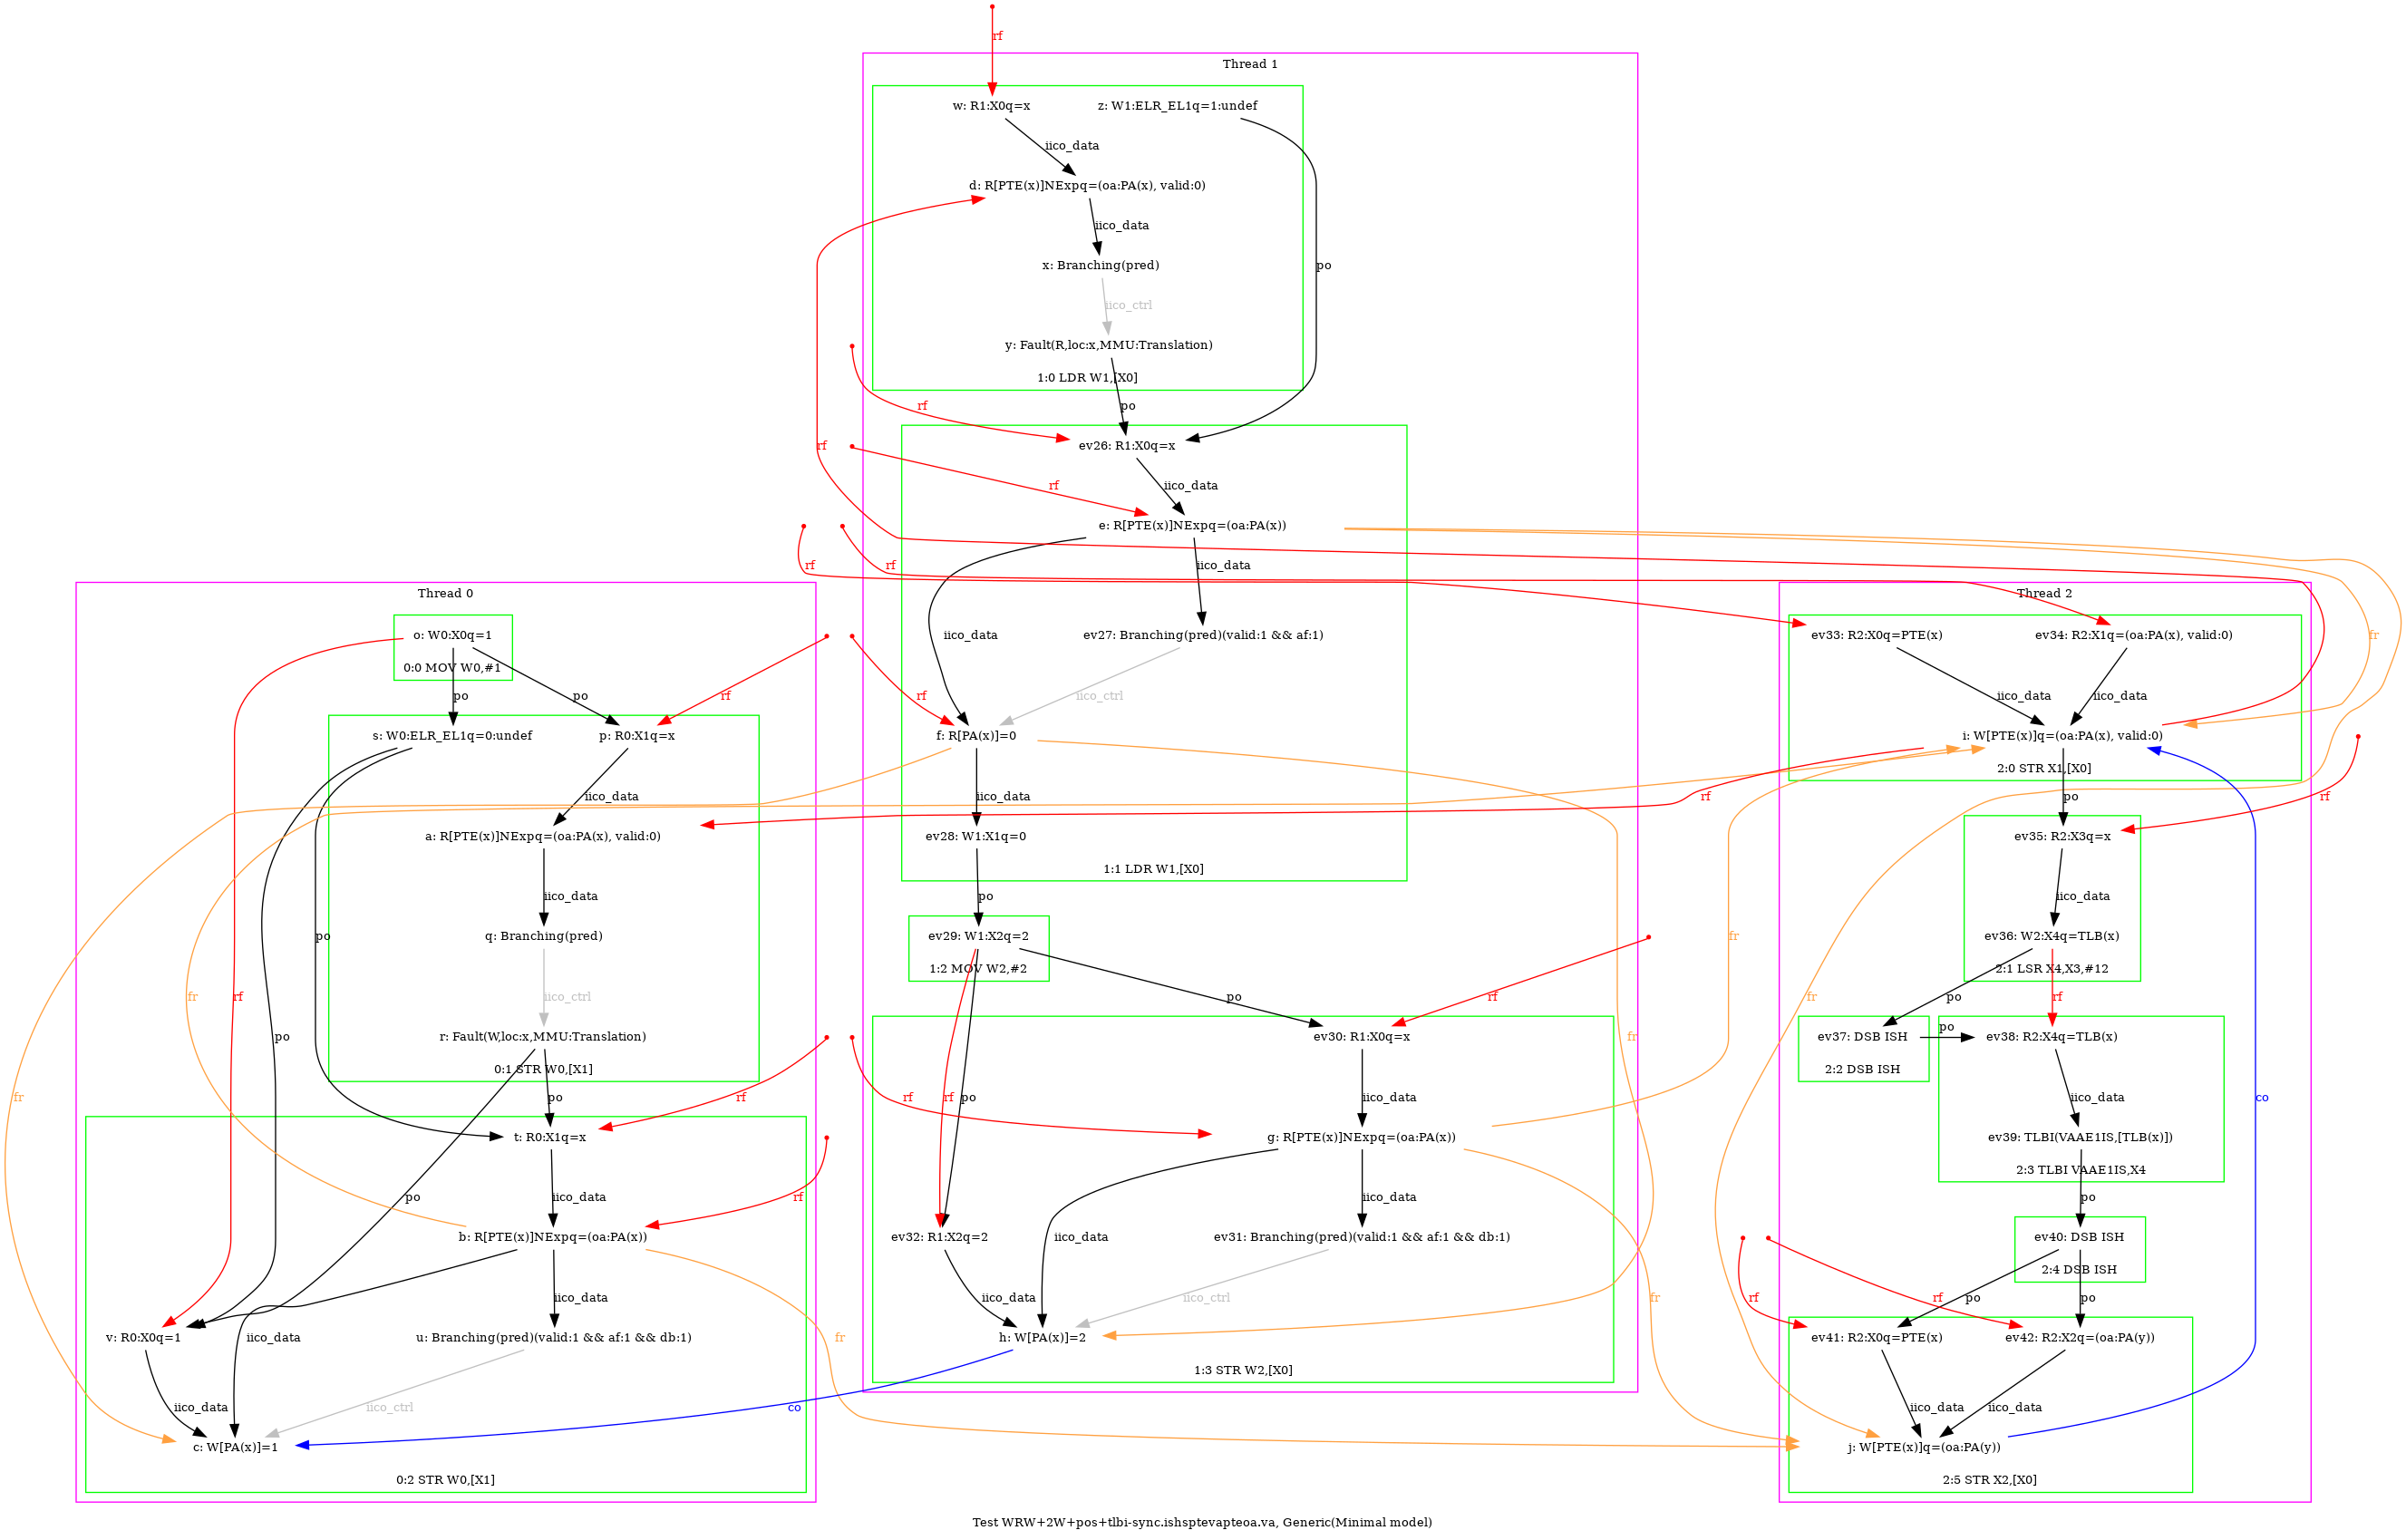 rf
Thread 1
w: R1:X0q=x
z: W1:ELR_EL1q=1:undef
iico_data
d: R[PTE(x)]NExpq=(oa:PA(x), valid:0)
iico_data
x: Branching(pred)
po
iico_ctrl
y: Fault(R,loc:x,MMU:Translation)
1:0 LDR W1,[X0]
rf
po
rf
ev26: R1:X0q=x
rf
iico_data
e: R[PTE(x)]NExpq=(oa:PA(x))
rf
rf
iico_data
Thread 0
Thread 2
o: W0:X0q=1
iico_data
ev27: Branching(pred)(valid:1 && af:1)
ev33: R2:X0q=PTE(x)
ev34: R2:X1q=(oa:PA(x), valid:0)
fr
0:0 MOV W0,#1
po
po
rf
rf
iico_ctrl
iico_data
iico_data
s: W0:ELR_EL1q=0:undef
p: R0:X1q=x
f: R[PA(x)]=0
i: W[PTE(x)]q=(oa:PA(x), valid:0)
2:0 STR X1,[X0]
iico_data
iico_data
rf
po
rf
a: R[PTE(x)]NExpq=(oa:PA(x), valid:0)
ev28: W1:X1q=0
ev35: R2:X3q=x
1:1 LDR W1,[X0]
iico_data
po
iico_data
po
q: Branching(pred)
ev29: W1:X2q=2
fr
ev36: W2:X4q=TLB(x)
1:2 MOV W2,#2
2:1 LSR X4,X3,#12
fr
rf
iico_ctrl
po
rf
fr
po
rf
po
r: Fault(W,loc:x,MMU:Translation)
ev30: R1:X0q=x
fr
ev37: DSB ISH
po
ev38: R2:X4q=TLB(x)
0:1 STR W0,[X1]
2:2 DSB ISH
fr
po
rf
rf
rf
po
iico_data
iico_data
co
t: R0:X1q=x
g: R[PTE(x)]NExpq=(oa:PA(x))
ev39: TLBI(VAAE1IS,[TLB(x)])
2:3 TLBI VAAE1IS,X4
po
iico_data
rf
iico_data
po
b: R[PTE(x)]NExpq=(oa:PA(x))
ev32: R1:X2q=2
iico_data
ev31: Branching(pred)(valid:1 && af:1 && db:1)
ev40: DSB ISH
2:4 DSB ISH
iico_data
iico_data
iico_ctrl
fr
rf
po
rf
po
v: R0:X0q=1
iico_data
u: Branching(pred)(valid:1 && af:1 && db:1)
fr
h: W[PA(x)]=2
ev41: R2:X0q=PTE(x)
ev42: R2:X2q=(oa:PA(y))
1:3 STR W2,[X0]
iico_data
iico_ctrl
co
iico_data
iico_data
c: W[PA(x)]=1
j: W[PTE(x)]q=(oa:PA(y))
0:2 STR W0,[X1]
2:5 STR X2,[X0]
Test WRW+2W+pos+tlbi-sync.ishsptevapteoa.va, Generic(Minimal model)